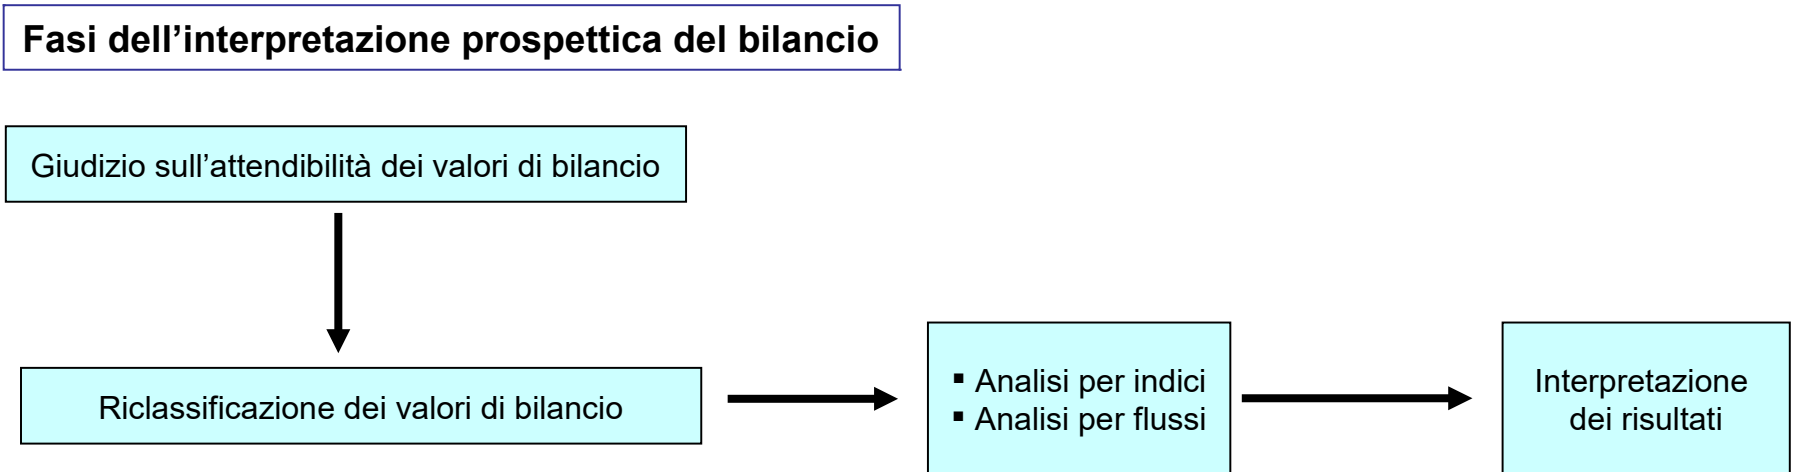 Fasi dell’interpretazione prospettica del bilancio
Giudizio sull’attendibilità dei valori di bilancio
Riclassificazione dei valori di bilancio
▪ Analisi per indici
▪ Analisi per flussi
Interpretazione
dei risultati